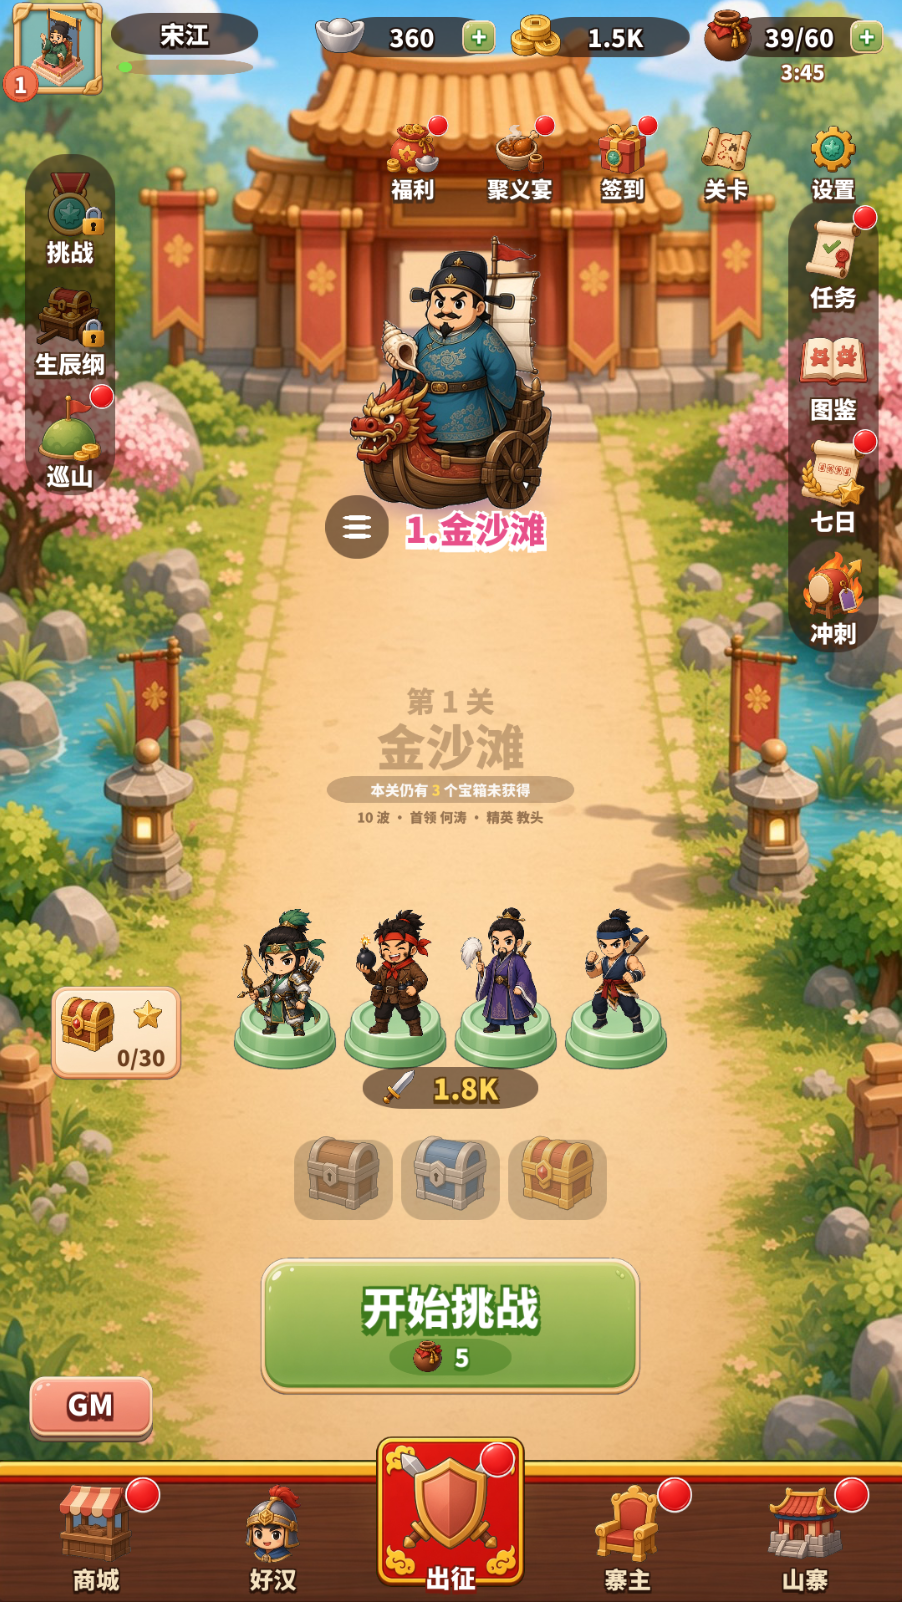 宋江
360
1.5K
39/60
3:45
1
福利
聚义宴
签到
关卡
设置
挑战
生辰纲
巡山
任务
图鉴
七日
冲刺
1.金沙滩
第 1 关
金沙滩
本关仍有 3 个宝箱未获得
10 波 · 首领 何涛 · 精英 教头
0/30
1.8K
开始挑战
5
GM
商城
好汉
出征
寨主
山寨